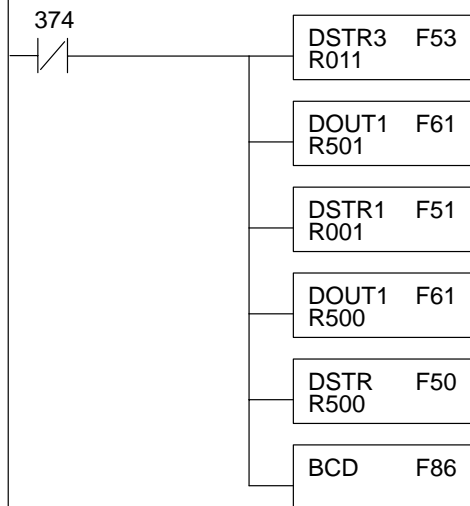 374
DSTR3 F53
R011
DOUT1 F61
R501
DSTR1 F51
R001
DOUT1 F61
R500
DSTR F50
R500
BCD F86